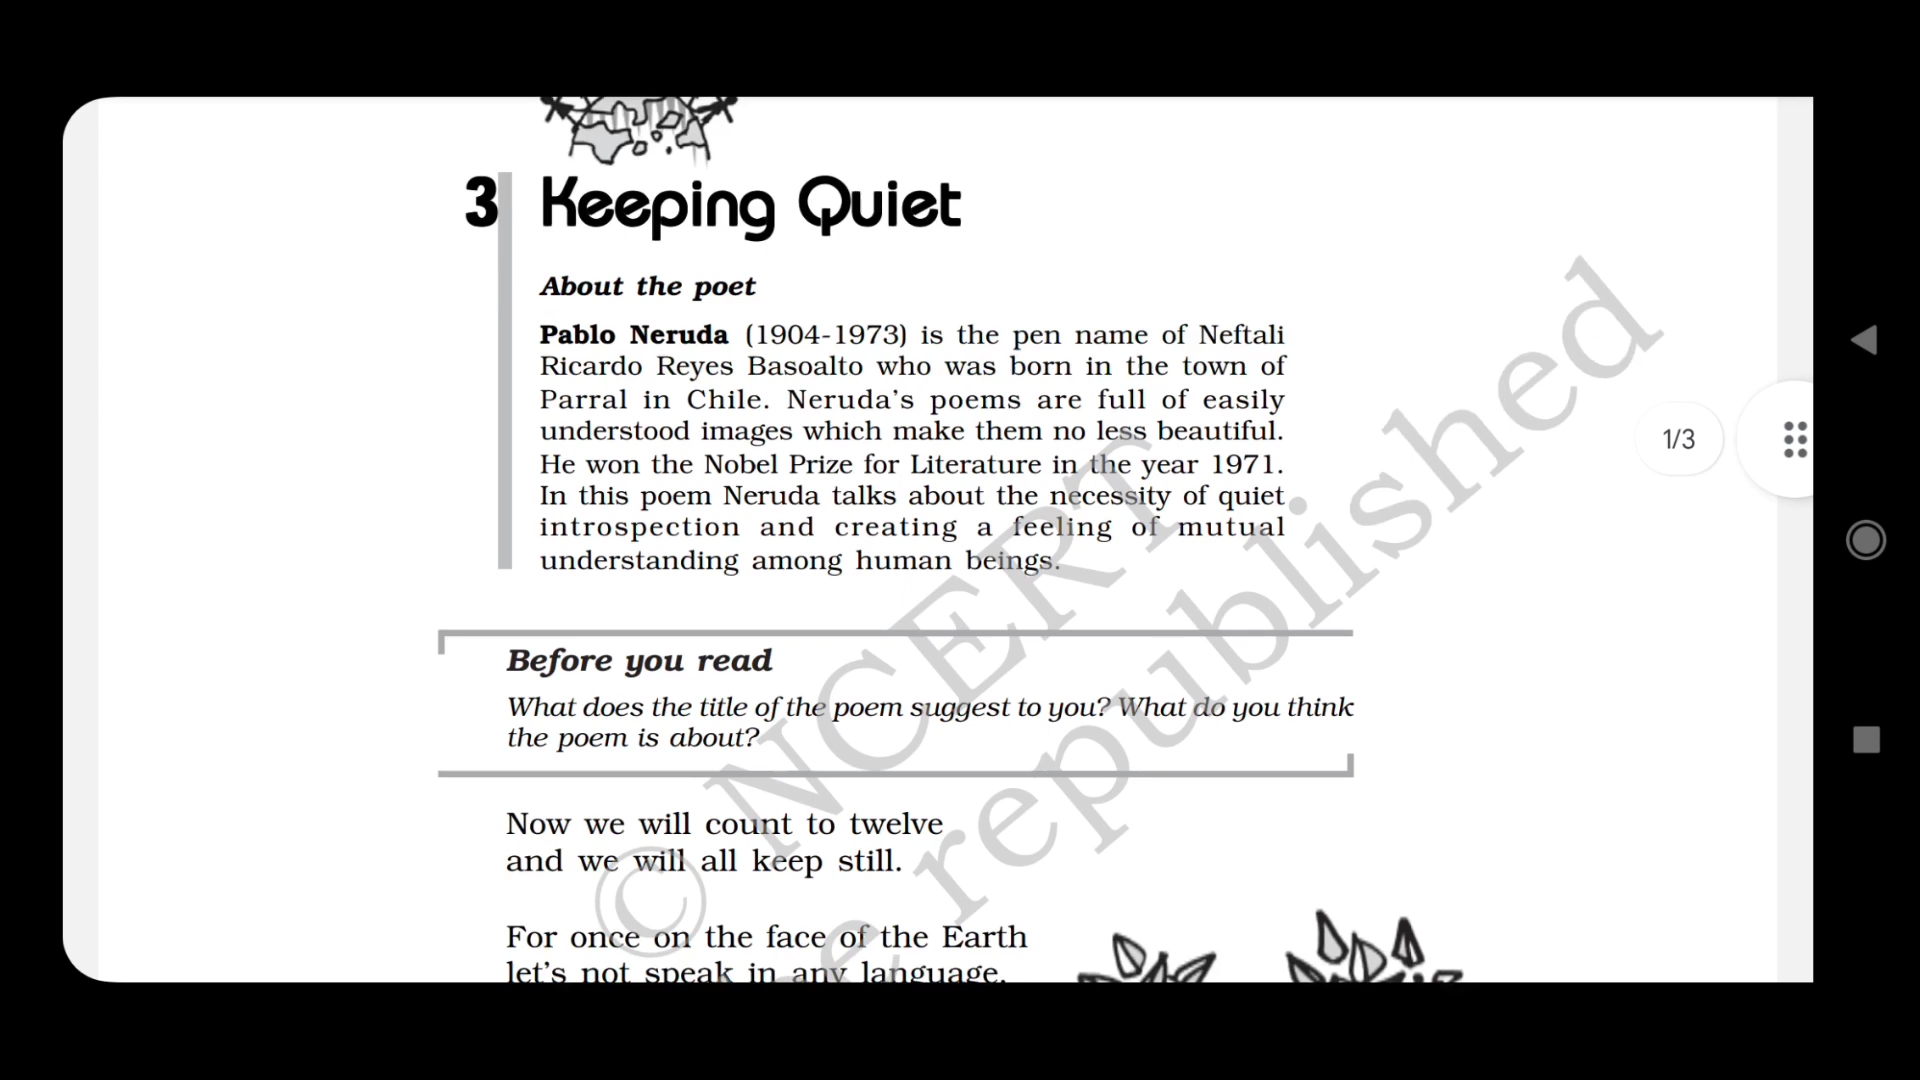 3 Keeping Quiet
About the poet
Pablo Neruda (1904-1973) is the pen name of Neftali
Ricardo Reyes Basoalto who was born in the town of
Parral in Chile. Neruda's poems are full of easily
understood images which make them no less beautiful.
He won the Nobel Prize for Literature in the year 1971.
In this poem Neruda talks about the necessity of quiet
introspection and creating a feeling of mutual
understanding among human beings.
1/3
Before you read
What does the title of the poem suggest to you? What do you think
the poem is about?
Now we will count to twelve
and we will all keep still.
For once on the face of the Earth
let's not speak in any language,
© NCERT
republished